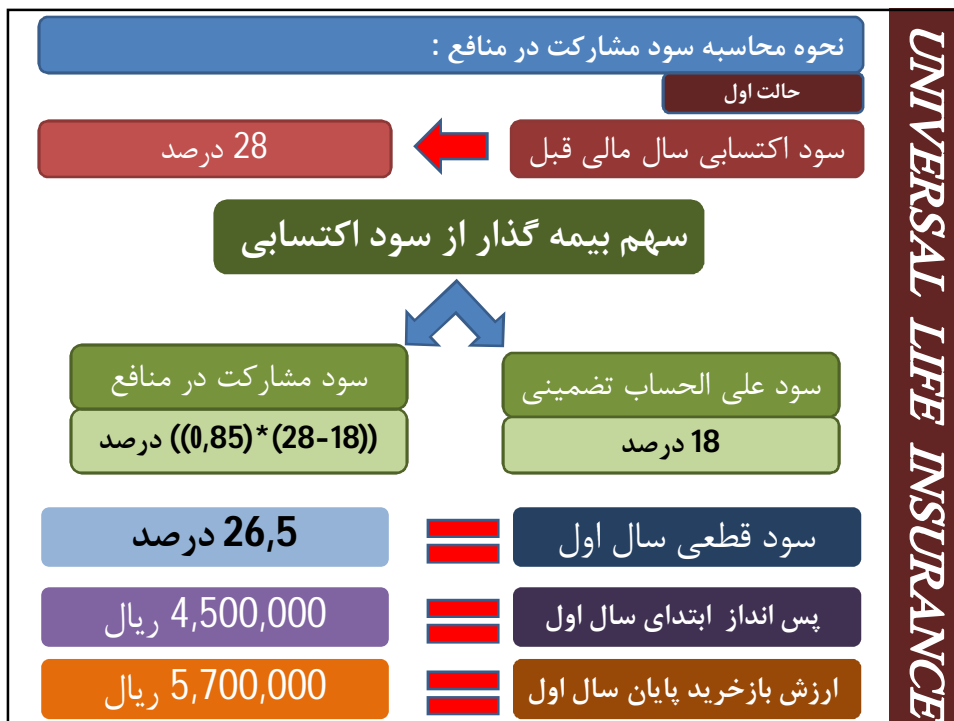 نحوه محاسبه سود مشارکت در منافع :
حالت اول
سود اکتسابی سال مالی قبل
28 درصد
سهم بیمه گذار از سود اکتسابی
سود علی الحساب تضمینی
18 درصد
سود مشارکت در منافع
((0,85)*(28-18)) درصد
سود قطعی سال اول
26,5 درصد
پس انداز ابتدای سال اول
4,500,000 ریال
ارزش بازخرید پایان سال اول
5,700,000 ریال
UNIVERSAL LIFE INSURANCE